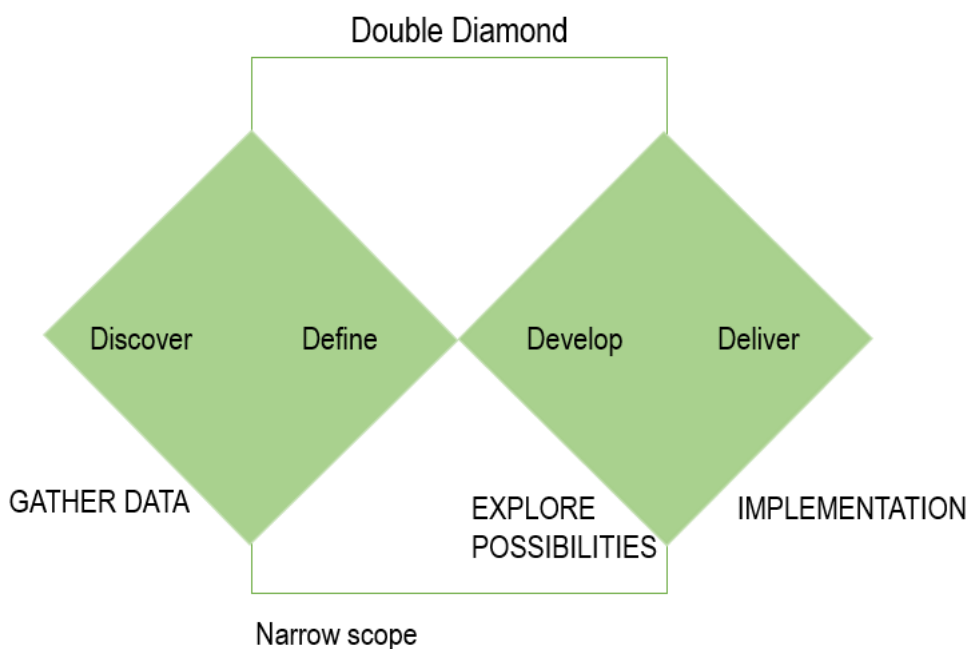 Double Diamond
Discover
Define
Develop
Deliver
GATHER DATA
EXPLORE
POSSIBILITIES
IMPLEMENTATION
Narrow scope